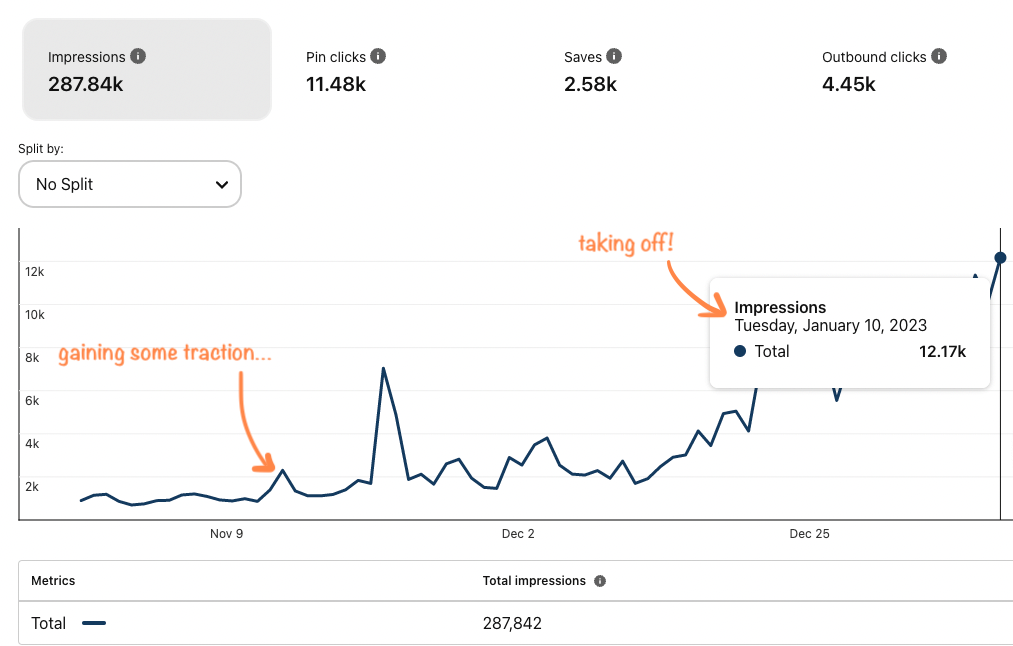 Impressions
287.84k
Pin clicks
11.48k
Saves
2.58k
Outbound clicks
4.45k
Split by:
No Split
taking off!
12k
10k
8k
6k
4k
2k
gaining some traction...
Impressions
Tuesday, January 10, 2023
Total 12.17k
Nov 9 Dec 2 Dec 25
Metrics Total impressions
Total 287,842